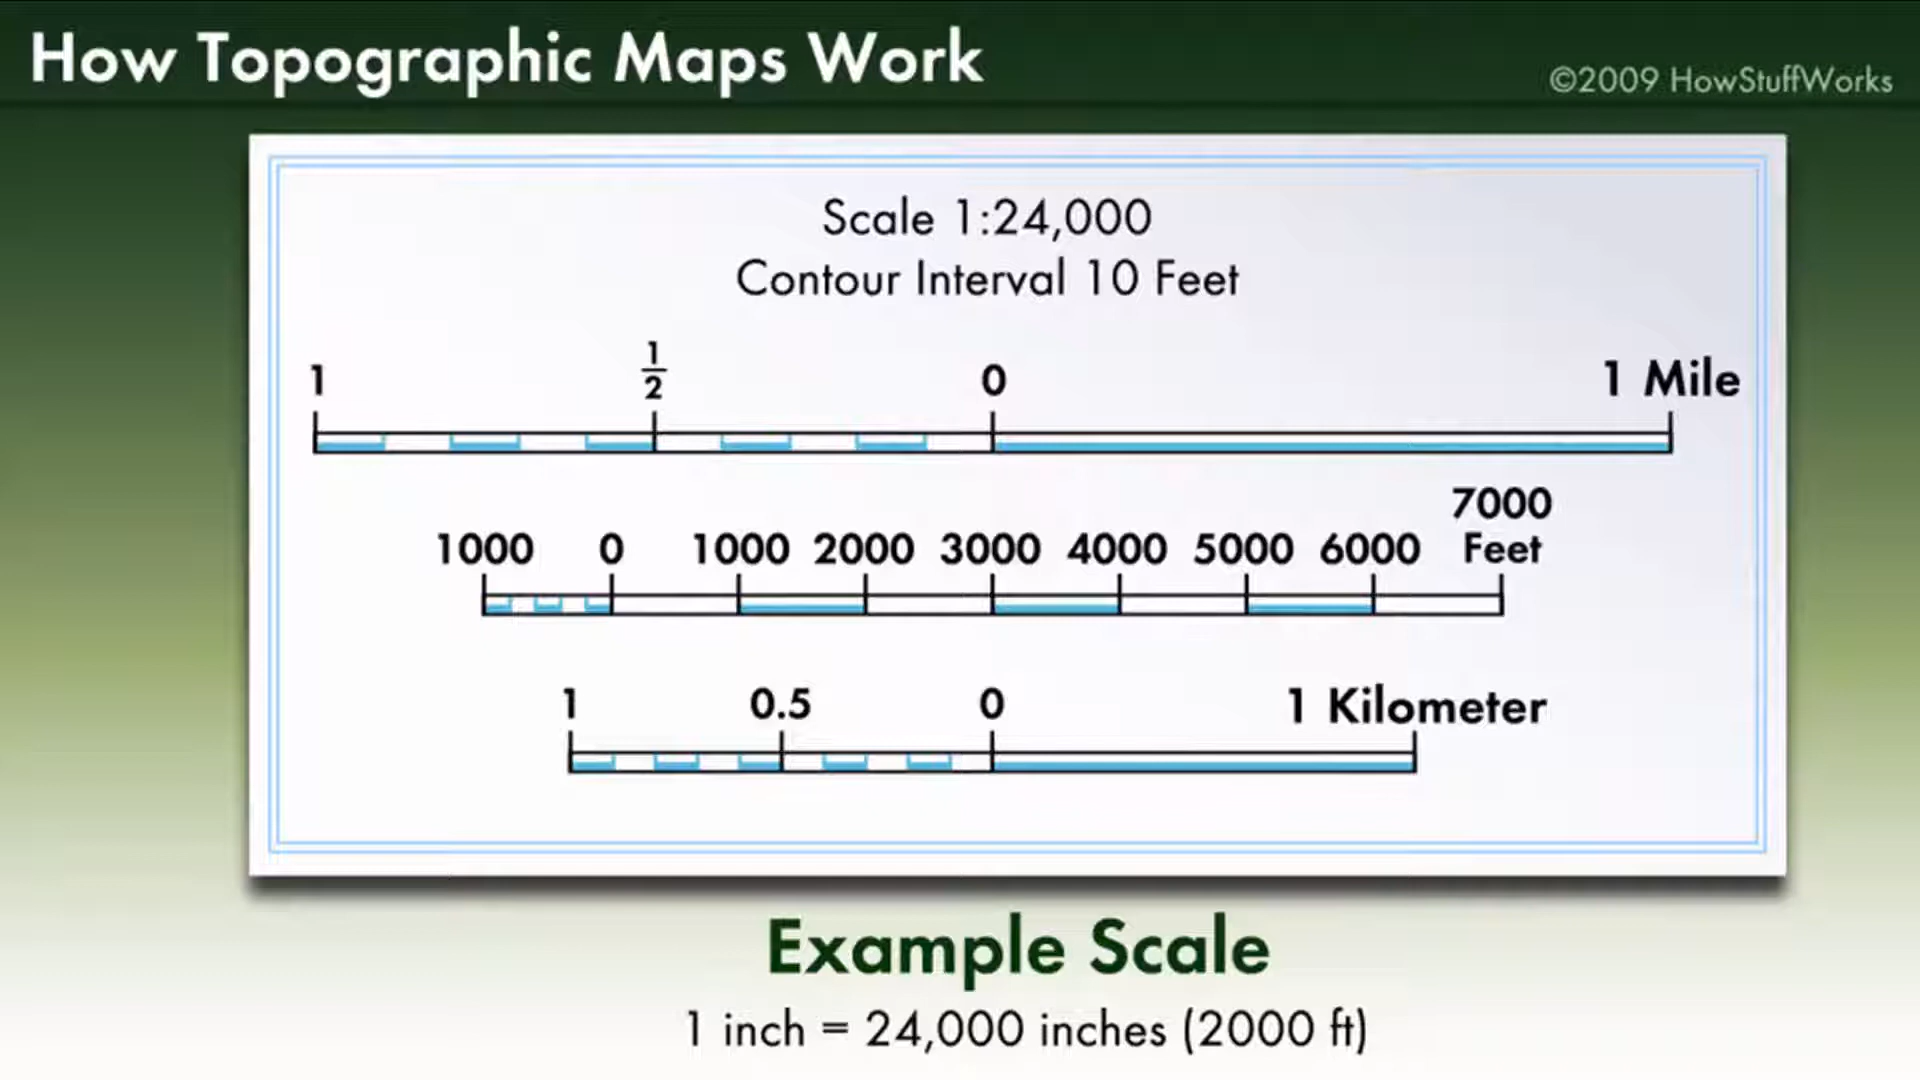 How Topographic Maps Work
©2009 HowStuffWorks
Scale 1:24,000
Contour Interval 10 Feet
1 1/2 0 1 Mile
1000 0 1000 2000 3000 4000 5000 6000 7000 Feet
1 0.5 0 1 Kilometer
Example Scale
1 inch = 24,000 inches (2000 ft)